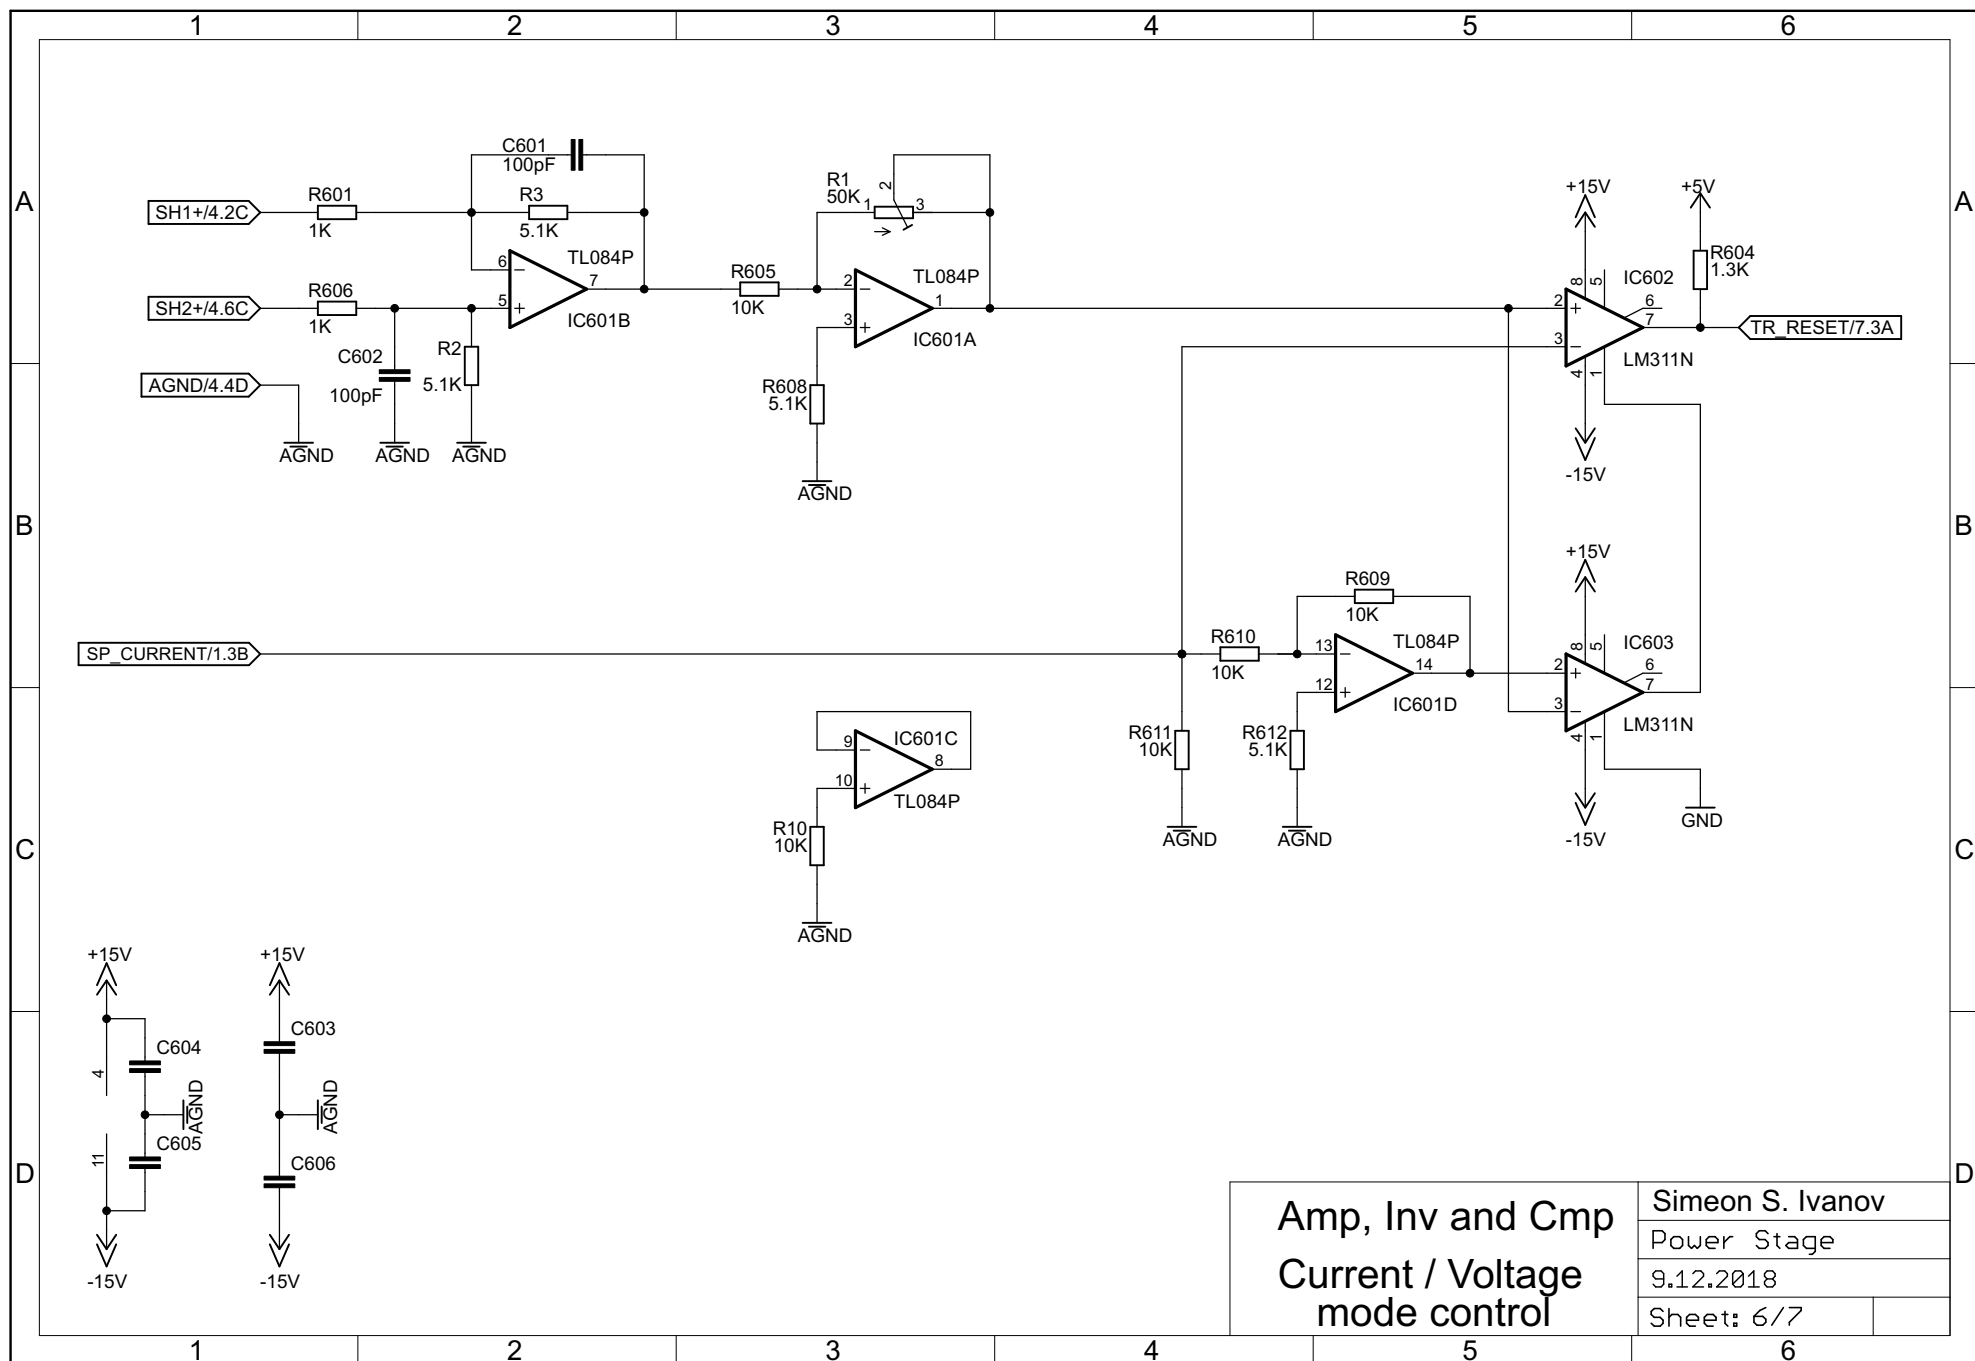 1 2 3 4 5 6
A
A
B
B
C
C
D
D
SH1+/4.2C
R601
1K
C601
100pF
R3
5.1K
6
5
7
TL084P
IC601B
SH2+/4.6C
R606
1K
C602
100pF
R2
5.1K
AGND/4.4D
AGND
AGND
AGND
R605
10K
R1
50K
1
2
3
2
3
1
TL084P
IC601A
R608
5.1K
AGND
+15V
+5V
R604
1.3K
8
5
IC602
2
3
6
7
4
1
LM311N
-15V
TR_RESET/7.3A
SP_CURRENT/1.3B
R610
10K
R609
10K
13
12
14
TL084P
IC601D
R611
10K
AGND
R612
5.1K
AGND
+15V
8
5
IC603
2
3
6
7
4
1
LM311N
-15V
GND
IC601C
9
10
8
TL084P
R10
10K
AGND
+15V
C604
4
AGND
C605
11
-15V
+15V
C603
AGND
C606
-15V
Amp, Inv and Cmp
Current / Voltage
mode control
Simeon S. Ivanov
Power Stage
9.12.2018
Sheet: 6/7
1 2 3 4 5 6